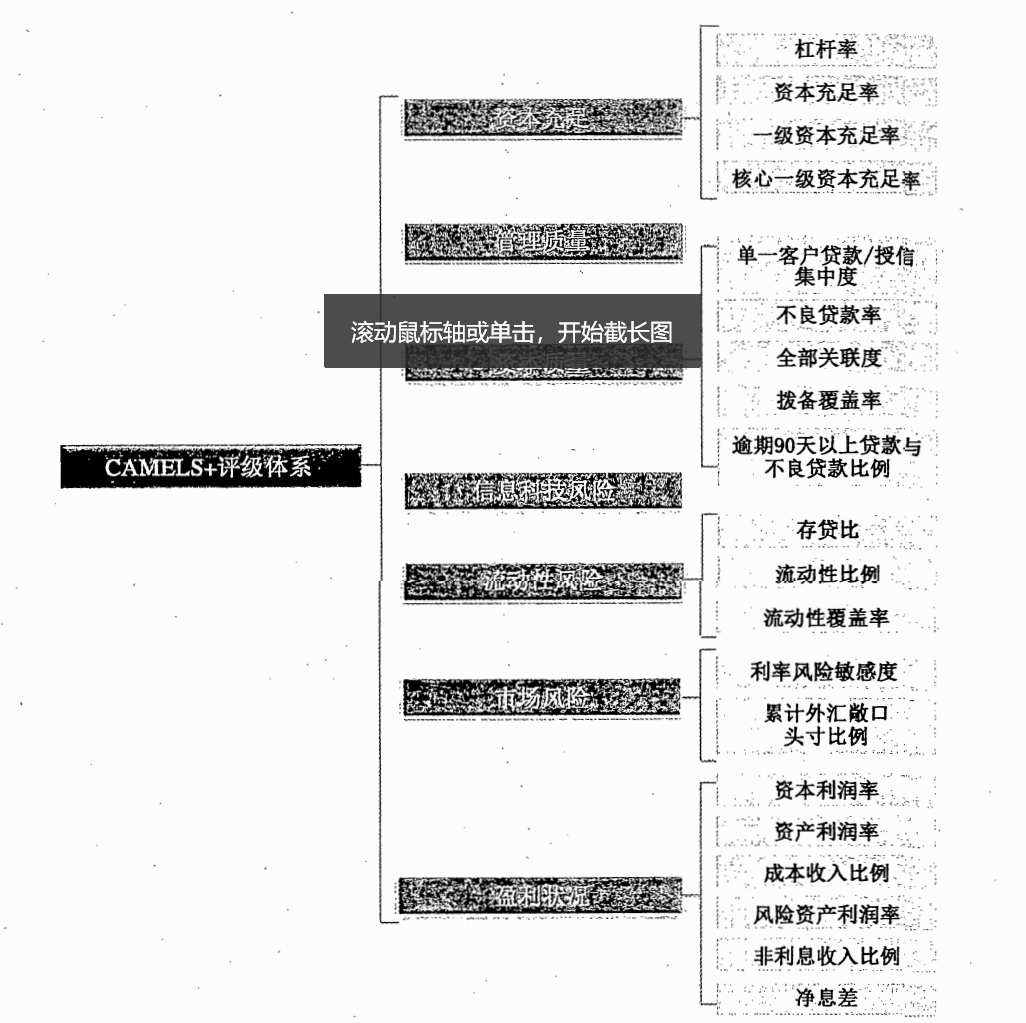 杠杆率
资本充足率
一级资本充足率
核心一级资本充足率
资本充足
管理质量
单一客户贷款/授信
集中度
不良贷款率
全部关联度
拨备覆盖率
逾期90天以上贷款与
不良贷款比例
滚动鼠标轴或单击，开始截长图
CAMELS+评级体系
信息科技风险
存贷比
流动性比例
流动性覆盖率
流动性风险
利率风险敏感度
累计外汇敞口
头寸比例
市场风险
资本利润率
资产利润率
成本收入比例
风险资产利润率
非利息收入比例
净息差
盈利状况